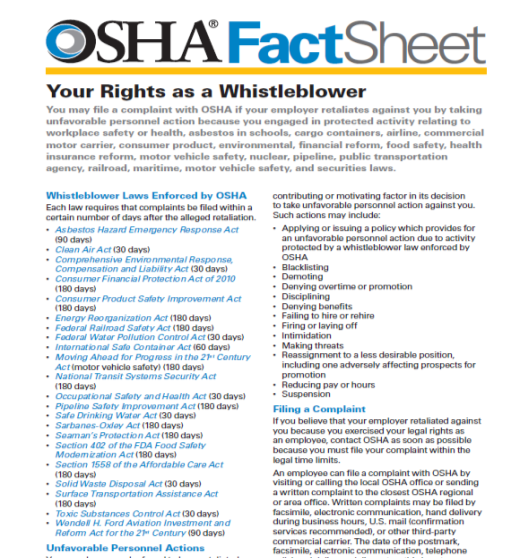 OSHA® FactSheet
Your Rights as a Whistleblower
You may file a complaint with OSHA if your employer retaliates against you by taking
unfavorable personnel action because you engaged in protected activity relating to
workplace safety or health, asbestos in schools, cargo containers, airline, commercial
motor carrier, consumer product, environmental, financial reform, food safety, health
insurance reform, motor vehicle safety, nuclear, pipeline, public transportation
agency, railroad, maritime, motor vehicle safety, and securities laws.
Whistleblower Laws Enforced by OSHA
Each law requires that complaints be filed within a
certain number of days after the alleged retaliation.
• Asbestos Hazard Emergency Response Act
(90 days)
• Clean Air Act (30 days)
• Comprehensive Environmental Response,
Compensation and Liability Act (30 days)
• Consumer Financial Protection Act of 2010
(180 days)
• Consumer Product Safety Improvement Act
(180 days)
• Energy Reorganization Act (180 days)
• Federal Railroad Safety Act (180 days)
• Federal Water Pollution Control Act (30 days)
• International Safe Container Act (60 days)
• Moving Ahead for Progress in the 21st Century
Act (motor vehicle safety) (180 days)
• National Transit Systems Security Act
(180 days)
• Occupational Safety and Health Act (30 days)
• Pipeline Safety Improvement Act (180 days)
• Safe Drinking Water Act (30 days)
• Sarbanes-Oxley Act (180 days)
• Seaman's Protection Act (180 days)
• Section 402 of the FDA Food Safety
Modernization Act (180 days)
• Section 1558 of the Affordable Care Act
(180 days)
• Solid Waste Disposal Act (30 days)
• Surface Transportation Assistance Act
(180 days)
• Toxic Substances Control Act (30 days)
• Wendell H. Ford Aviation Investment and
Reform Act for the 21st Century (90 days)
Unfavorable Personnel Actions
contributing or motivating factor in its decision
to take unfavorable personnel action against you.
Such actions may include:
• Applying or issuing a policy which provides for
an unfavorable personnel action due to activity
protected by a whistleblower law enforced by
OSHA
• Blacklisting
• Demoting
• Denying overtime or promotion
• Disciplining
• Denying benefits
• Failing to hire or rehire
• Firing or laying off
• Intimidation
• Making threats
• Reassignment to a less desirable position,
including one adversely affecting prospects for
promotion
• Reducing pay or hours
• Suspension
Filing a Complaint
If you believe that your employer retaliated against
you because you exercised your legal rights as
an employee, contact OSHA as soon as possible
because you must file your complaint within the
legal time limits.
An employee can file a complaint with OSHA by
visiting or calling the local OSHA office or sending
a written complaint to the closest OSHA regional
or area office. Written complaints may be filed by
facsimile, electronic communication, hand delivery
during business hours, U.S. mail (confirmation
services recommended), or other third-party
commercial carrier. The date of the postmark,
facsimile, electronic communication, telephone